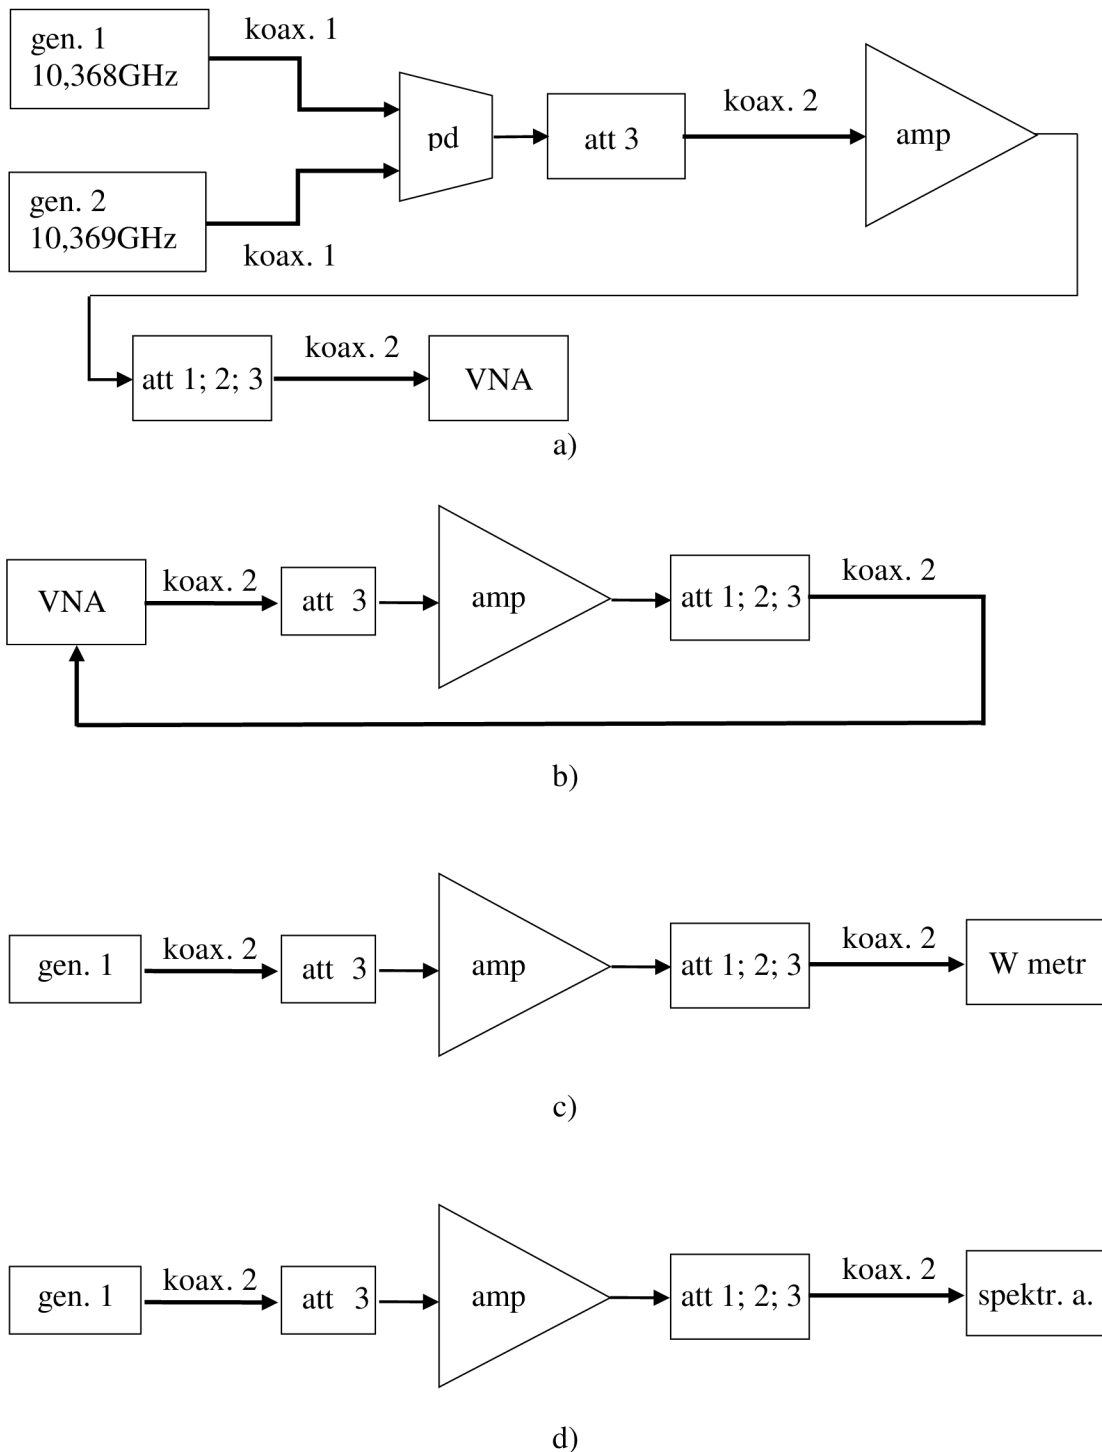 gen. 1
10,368GHz
koax. 1
pd
att 3
koax. 2
amp
gen. 2
10,369GHz
koax. 1
att 1; 2; 3
koax. 2
VNA
a)
VNA
koax. 2
att 3
amp
att 1; 2; 3
koax. 2
b)
gen. 1
koax. 2
att 3
amp
att 1; 2; 3
koax. 2
W metr
c)
gen. 1
koax. 2
att 3
amp
att 1; 2; 3
koax. 2
spektr. a.
d)